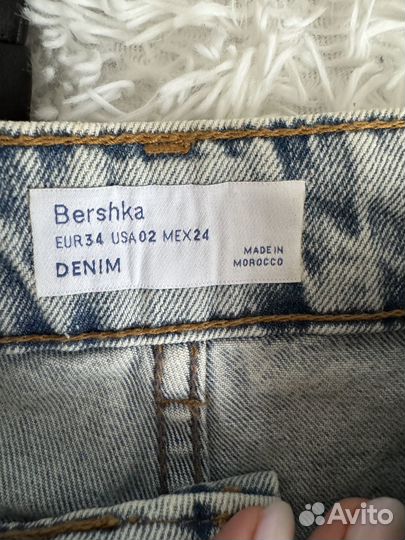 Bershka
EUR34 USA02 MEX24
DENIM
MADE IN
MOROCCO
Avito